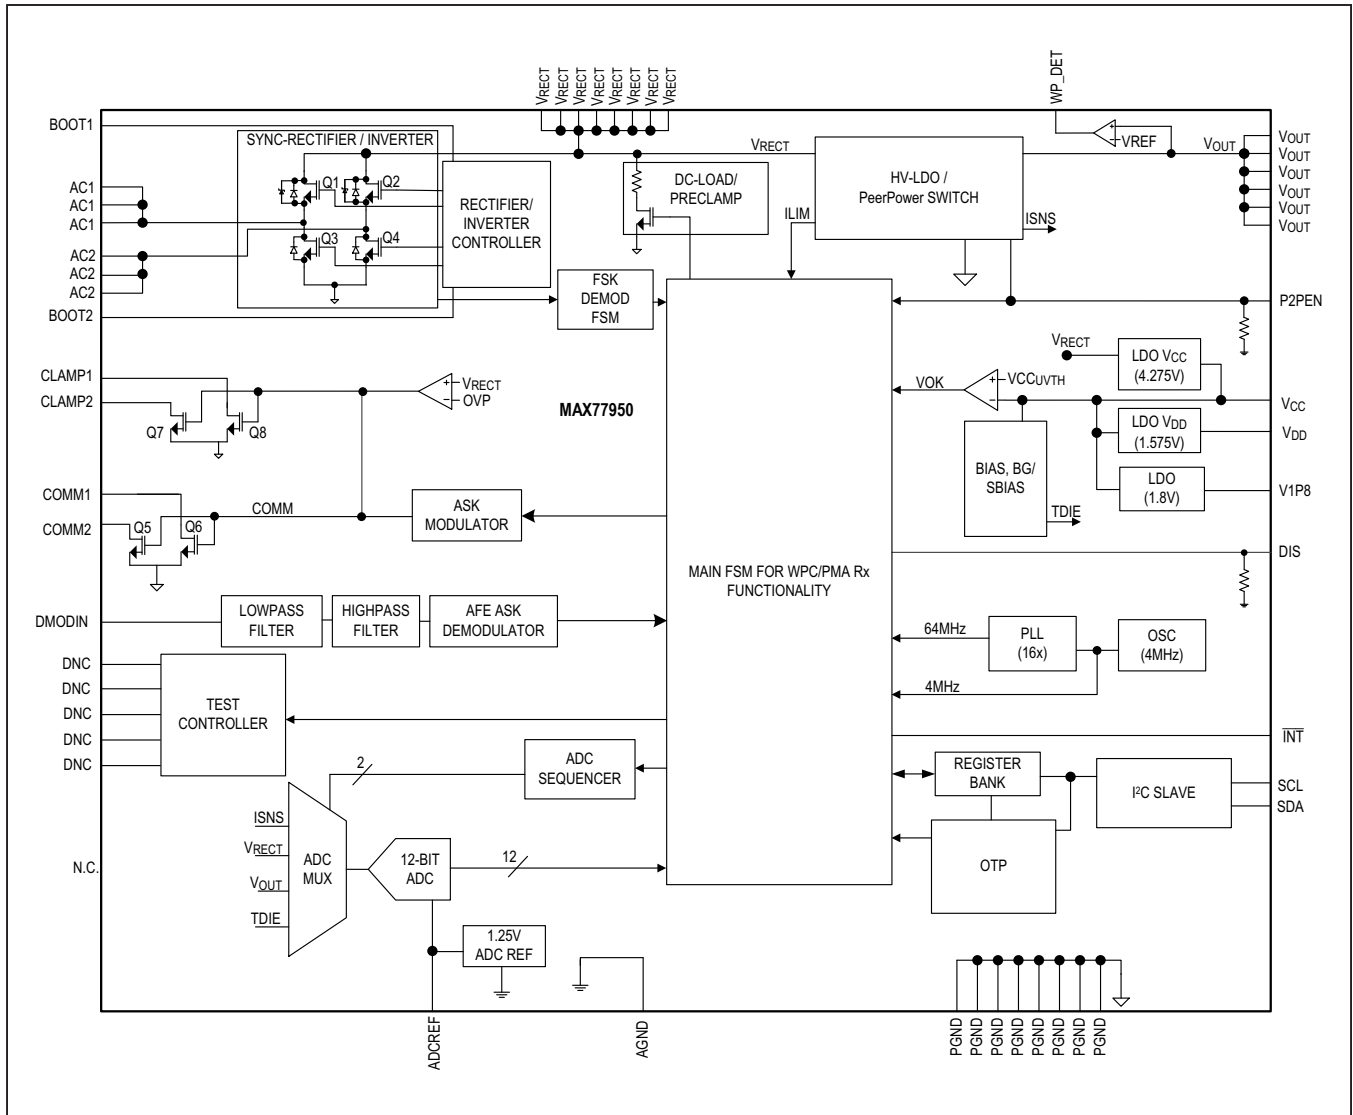 VRECT
VRECT
VRECT
VRECT
VRECT
VRECT
VRECT
VRECT
WP_DET
BOOT1
SYNC-RECTIFIER / INVERTER
VRECT
VREF
VOUT
VOUT
VOUT
VOUT
VOUT
VOUT
VOUT
AC1
AC1
AC1
AC2
AC2
AC2
BOOT2
Q1
Q2
Q3
Q4
RECTIFIER/
INVERTER
CONTROLLER
DC-LOAD/
PRECLAMP
HV-LDO /
PeerPower SWITCH
ILIM
ISNS
FSK
DEMOD
FSM
P2PEN
CLAMP1
CLAMP2
Q7
Q8
VRECT
OVP
MAX77950
VRECT
LDO VCC
(4.275V)
VOK
VCCUVTH
VCC
LDO VDD
(1.575V)
VDD
BIAS, BG/
SBIAS
LDO
(1.8V)
V1P8
TDIE
COMM1
COMM2
Q5
Q6
COMM
ASK
MODULATOR
MAIN FSM FOR WPC/PMA Rx
FUNCTIONALITY
DIS
DMODIN
LOWPASS
FILTER
HIGHPASS
FILTER
AFE ASK
DEMODULATOR
64MHz
PLL
(16x)
OSC
(4MHz)
4MHz
DNC
DNC
DNC
DNC
DNC
TEST
CONTROLLER
INT
2
ADC
SEQUENCER
REGISTER
BANK
I²C SLAVE
SCL
SDA
ISNS
VRECT
VOUT
TDIE
ADC
MUX
12-BIT
ADC
12
OTP
N.C.
1.25V
ADC REF
ADCREF
AGND
PGND
PGND
PGND
PGND
PGND
PGND
PGND
PGND